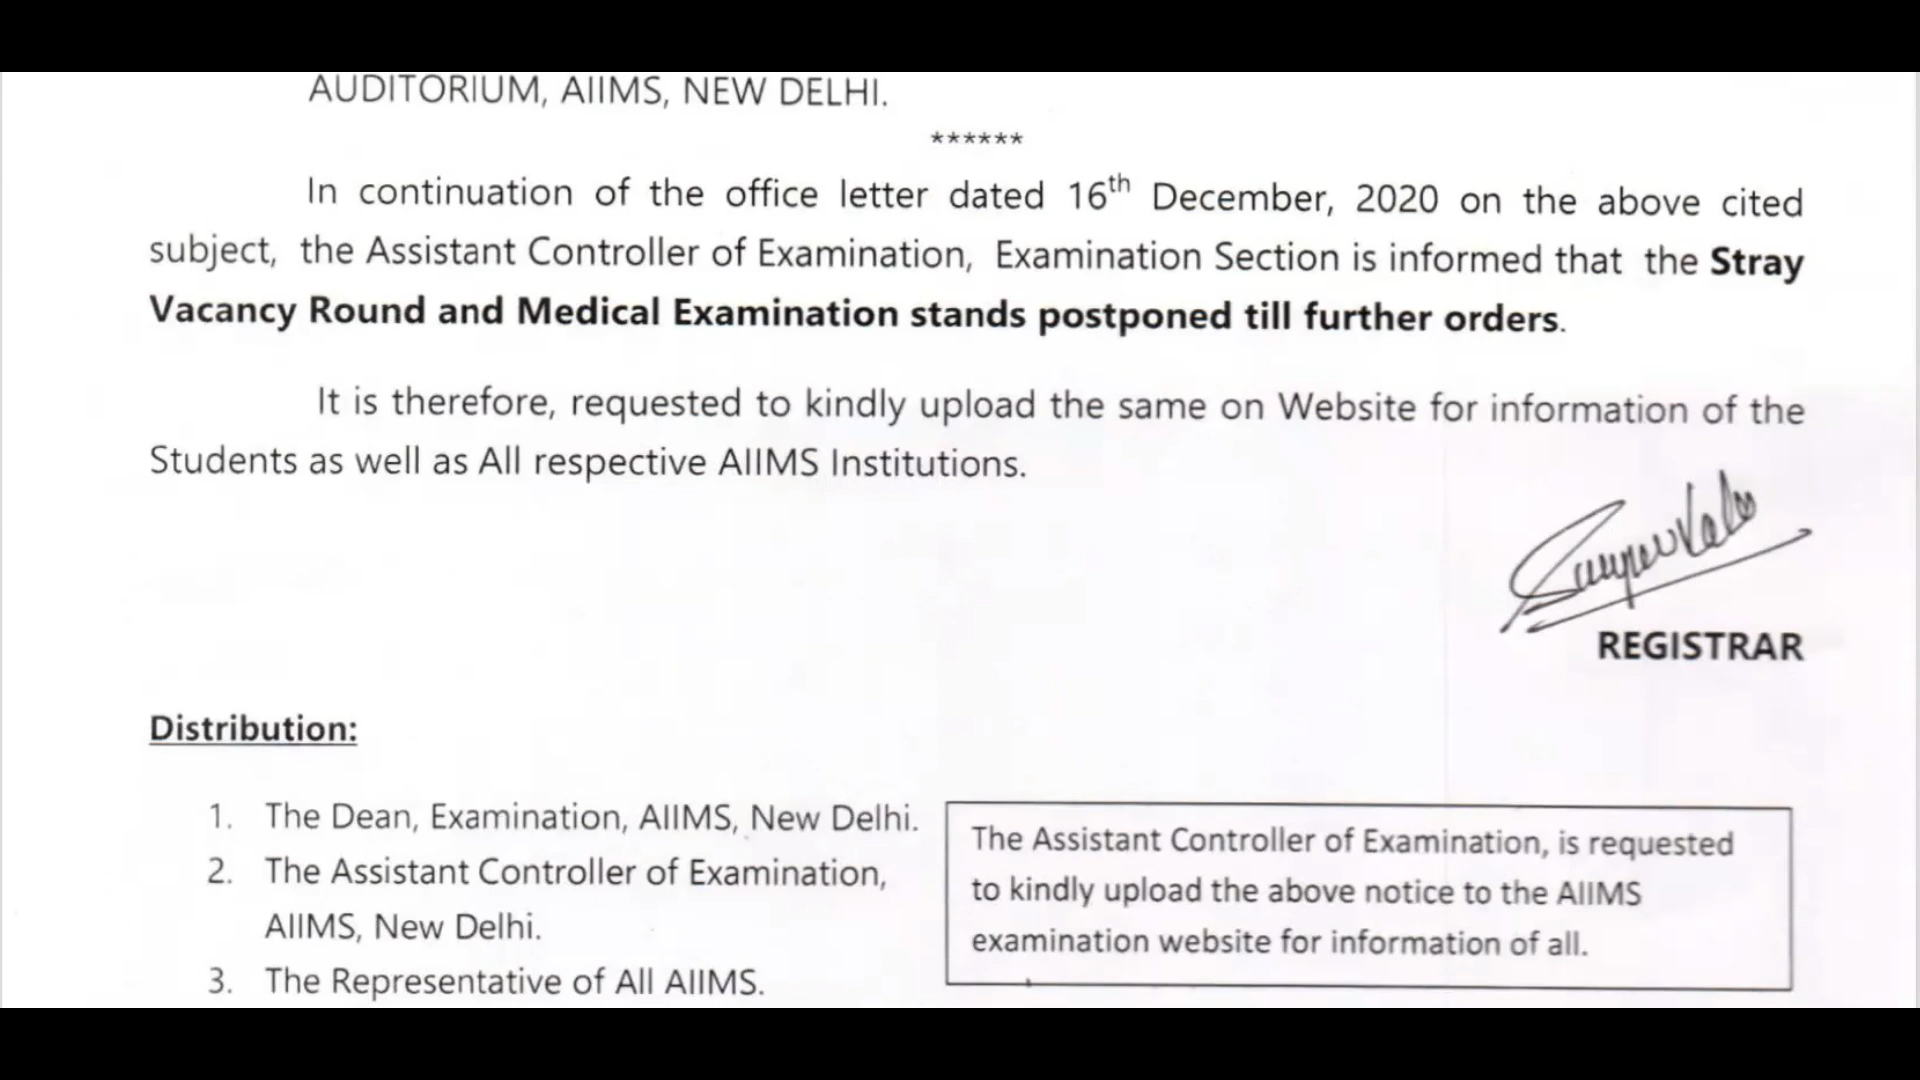 AUDITORIUM, AIIMS, NEW DELHI.
******
In continuation of the office letter dated 16th December, 2020 on the above cited
subject, the Assistant Controller of Examination, Examination Section is informed that the Stray
Vacancy Round and Medical Examination stands postponed till further orders.
It is therefore, requested to kindly upload the same on Website for information of the
Students as well as All respective AIIMS Institutions.
REGISTRAR
Distribution:
1. The Dean, Examination, AIIMS, New Delhi.
2. The Assistant Controller of Examination,
AIIMS, New Delhi.
3. The Representative of All AIIMS.
The Assistant Controller of Examination, is requested
to kindly upload the above notice to the AIIMS
examination website for information of all.